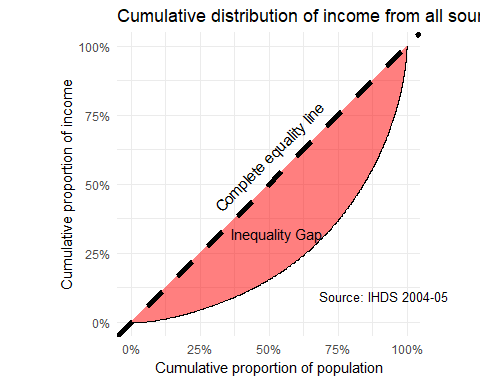 Cumulative distribution of income from all sour
100%
75%
50%
25%
0%
Cumulative proportion of income
Complete equality line
Inequality Gap
Source: IHDS 2004-05
0%
25%
50%
75%
100%
Cumulative proportion of population